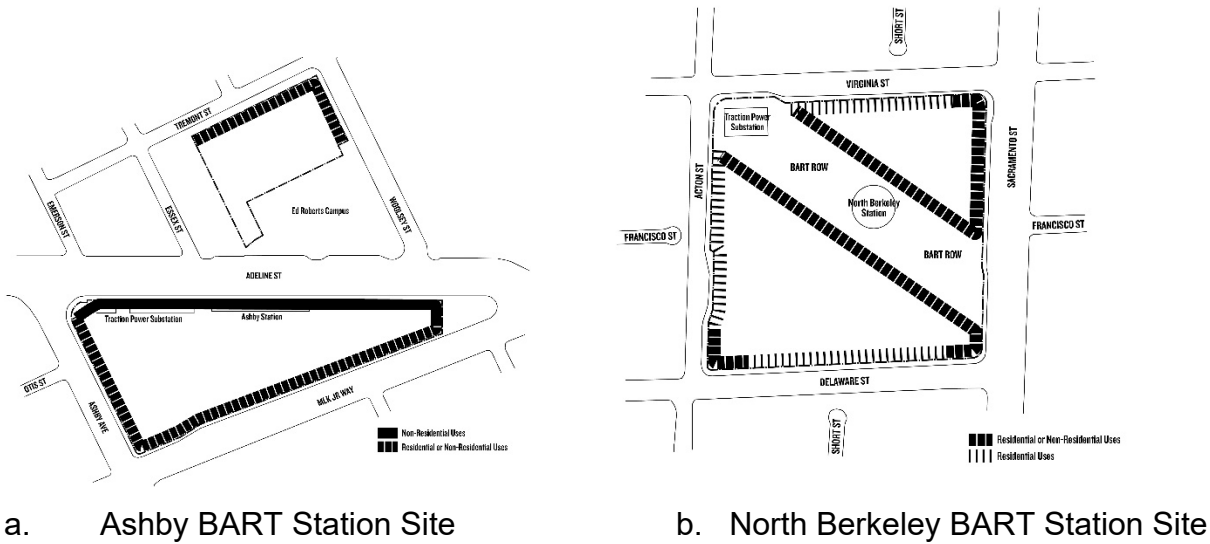 TREMONT ST
EMERSON ST
ESSEX ST
Ed Roberts Campus
WOOLSEY ST
ADELINE ST
Traction Power Substation
Ashby Station
OTIS ST
ASHBY AVE
MLK JR WAY
Non-Residential Uses
Residential or Non-Residential Uses
a. Ashby BART Station Site
SHORT ST
VIRGINIA ST
Traction Power
Substation
ACTON ST
BART ROW
SACRAMENTO ST
North Berkeley
Station
FRANCISCO ST
FRANCISCO ST
BART ROW
DELAWARE ST
SHORT ST
Residential or Non-Residential Uses
Residential Uses
b. North Berkeley BART Station Site